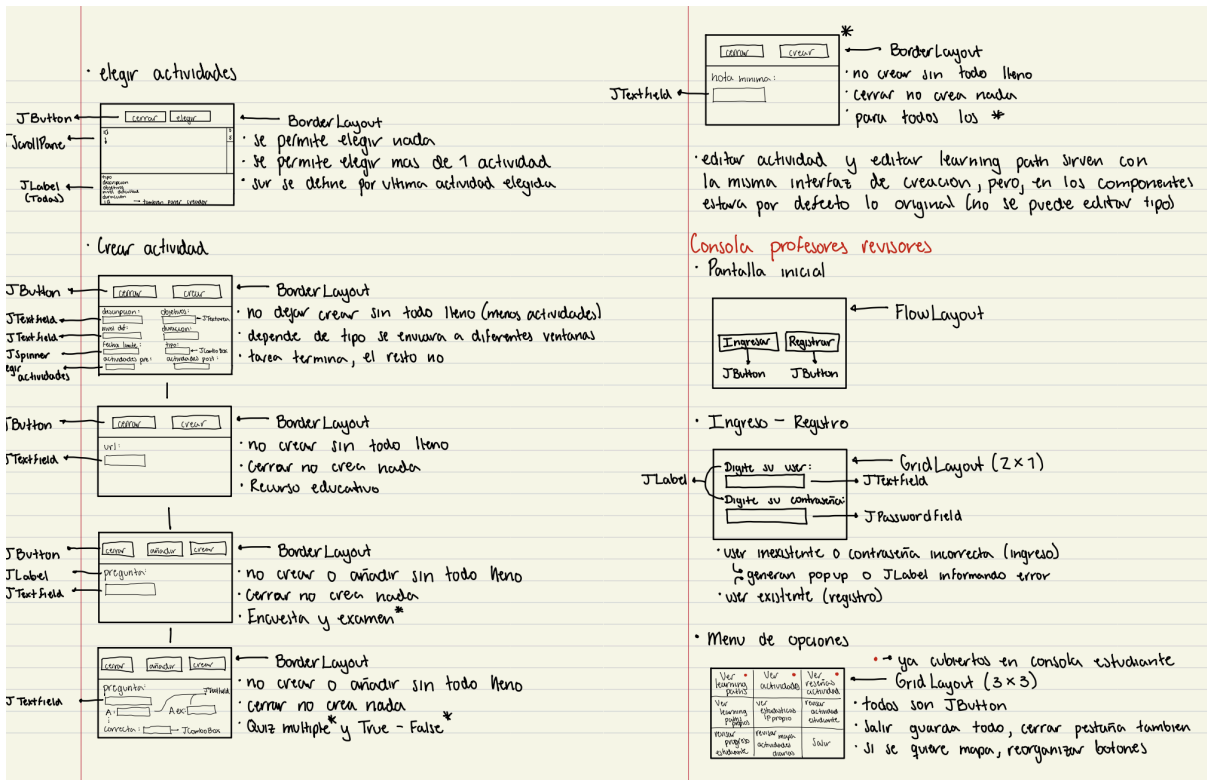 · elegir actividades
JButton
cerrar
elegir
BorderLayout
JScrollPane
· se permite elegir nada
· se permite elegir mas de 1 actividad
· sur se define por ultima actividad elegida
JLabel
(Todas)
tipo
descripcion
objetivos
nivel dificultad
duracion
· Crear actividad
JButton
cerrar
crear
BorderLayout
descripcion:
objetivos:
JTextField
JTextArea
nivel dif:
duracion:
JTextField
fecha limite:
tipo:
JSpinner
JComboBox
actividades pre:
actividades post:
elegir actividades
· no dejar crear sin todo lleno (menos actividades)
· depende de tipo se enviara a diferentes ventanas
· tarea termina, el resto no
JButton
cerrar
crear
BorderLayout
url:
JTextField
· no crear sin todo lleno
· Cerrar no crea nada
· Recurso educativo
JButton
cerrar
añadir
crear
BorderLayout
JLabel
pregunta:
JTextField
· no crear o añadir sin todo lleno
· Cerrar no crea nada
· Encuesta y examen*
cerrar
añadir
crear
BorderLayout
pregunta:
JTextField
JTextField
A:
A ex:
correcta:
JComboBox
· no crear o añadir sin todo lleno
· cerrar no crea nada
· Quiz multiple* y True - False*
*
cerrar
crear
BorderLayout
nota minima:
JTextField
· no crear sin todo lleno
· cerrar no crea nada
· para todos los *
· editar actividad y editar learning path sirven con
la misma interfaz de creacion, pero, en los componentes
estara por defecto lo original (no se puede editar tipo)
Consola profesores revisores
· Pantalla inicial
FlowLayout
Ingresar
Registrar
JButton
JButton
· Ingreso - Registro
Digite su user:
GridLayout (2×1)
JLabel
JTextField
Digite su contraseña:
JPasswordField
· user inexistente o contraseña incorrecta (ingreso)
generan popup o JLabel informando error
· user existente (registro)
· Menu de opciones
· → ya cubiertos en consola estudiante
GridLayout (3×3)
Ver learning paths
Ver actividades
Ver reseñas actividad
Ver learning paths propios
ver estadisticas lp propio
revisar actividad estudiante
revisar progreso estudiante
revisar mapa actividades diarias
Salir
· todos son JButton
· Salir guarda todo, cerrar pestaña tambien
· si se quiere mapa, reorganizar botones